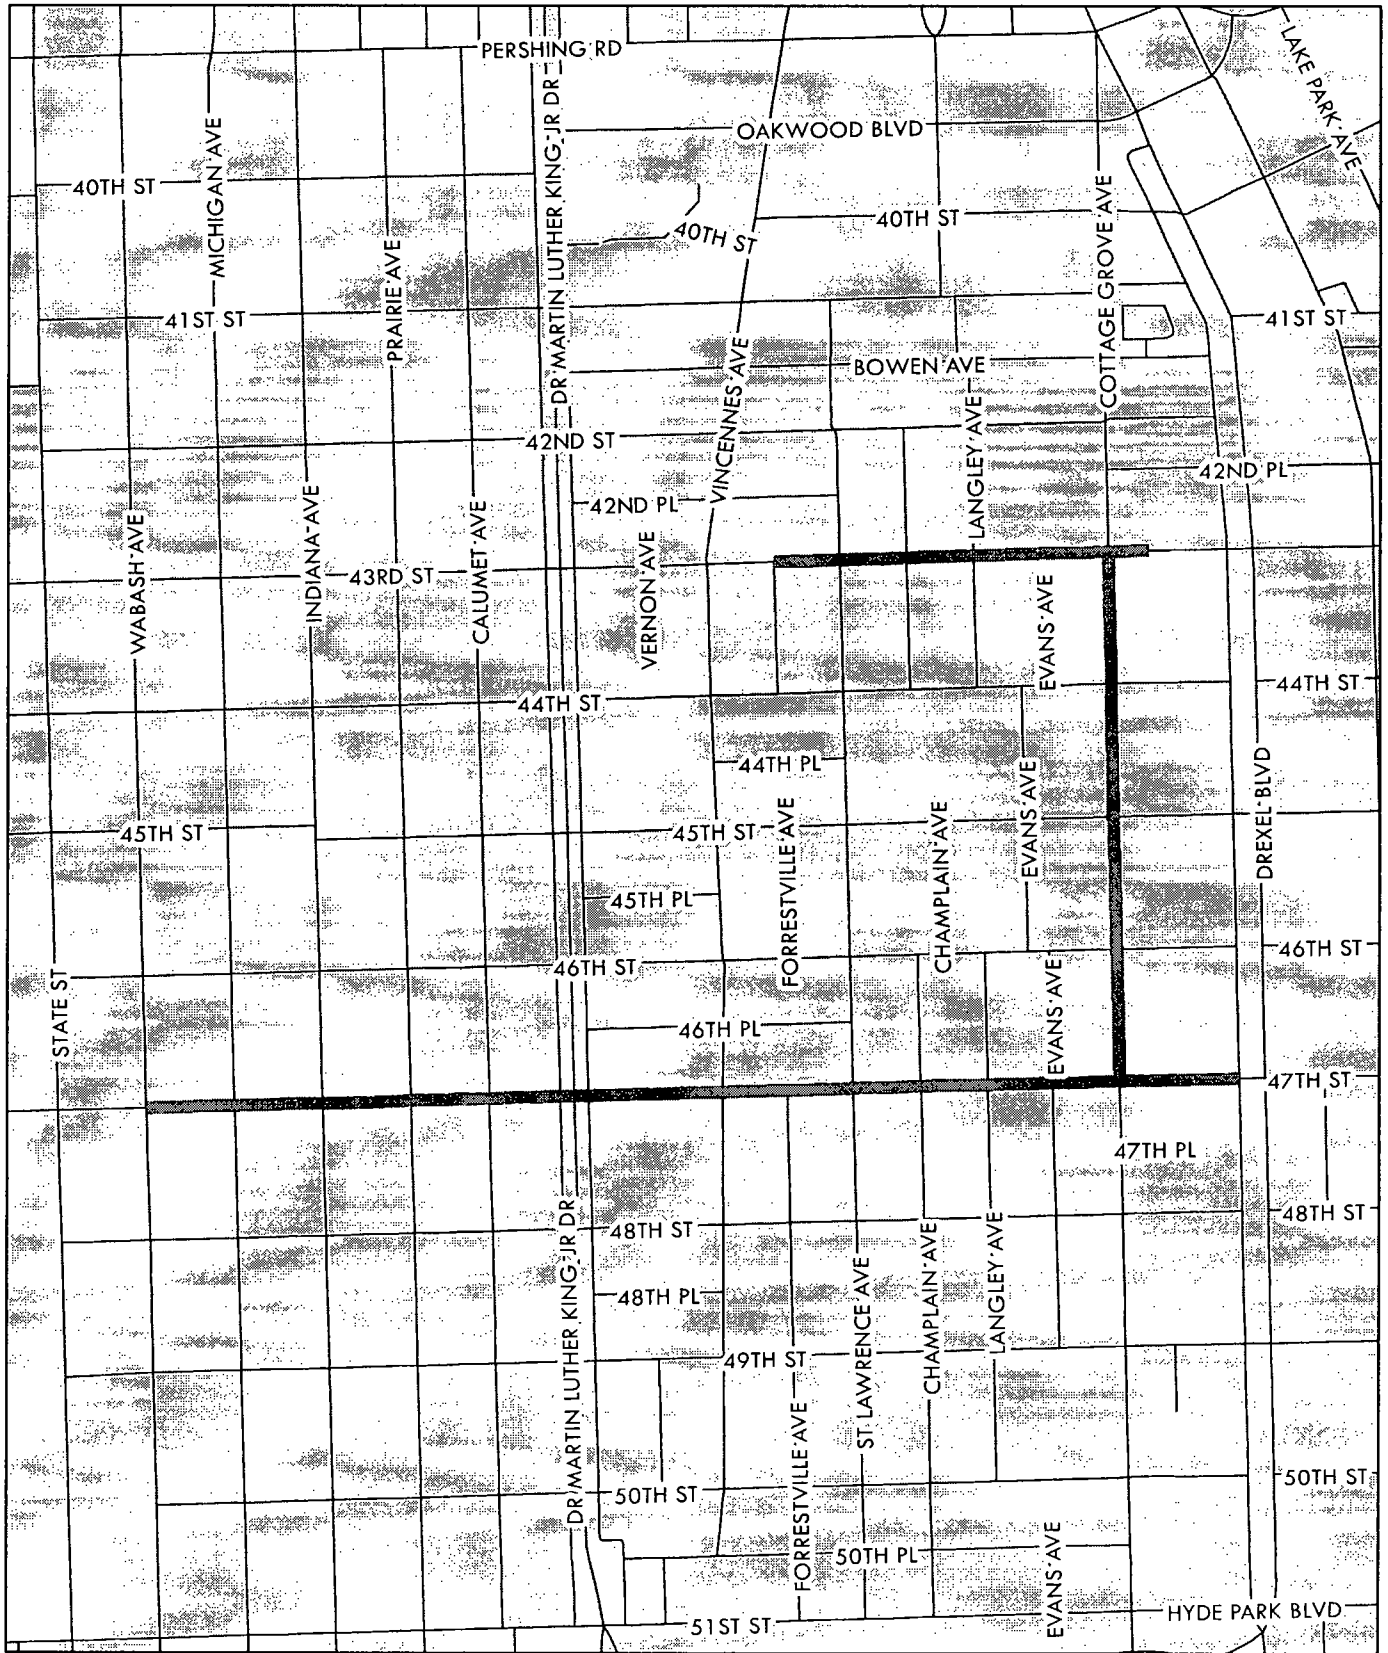 PERSHING RD
LAKE PARK AVE
OAKWOOD BLVD
MICHIGAN AVE
DR MARTIN LUTHER KING JR DR
40TH ST
40TH ST
40TH ST
COTTAGE GROVE AVE
PRAIRIE AVE
41ST ST
41ST ST
VINCENNES AVE
BOWEN AVE
LANGLEY AVE
42ND ST
42ND PL
42ND PL
WABASH AVE
INDIANA AVE
CALUMET AVE
VERNON AVE
43RD ST
EVANS AVE
44TH ST
44TH ST
44TH PL
DREXEL BLVD
EVANS AVE
45TH ST
45TH ST
FORRESTVILLE AVE
CHAMPLAIN AVE
45TH PL
46TH ST
46TH ST
STATE ST
46TH PL
EVANS AVE
47TH ST
47TH PL
DR MARTIN LUTHER KING JR DR
48TH ST
48TH ST
48TH PL
ST LAWRENCE AVE
CHAMPLAIN AVE
LANGLEY AVE
49TH ST
FORRESTVILLE AVE
50TH ST
50TH ST
50TH PL
EVANS AVE
51ST ST
HYDE PARK BLVD